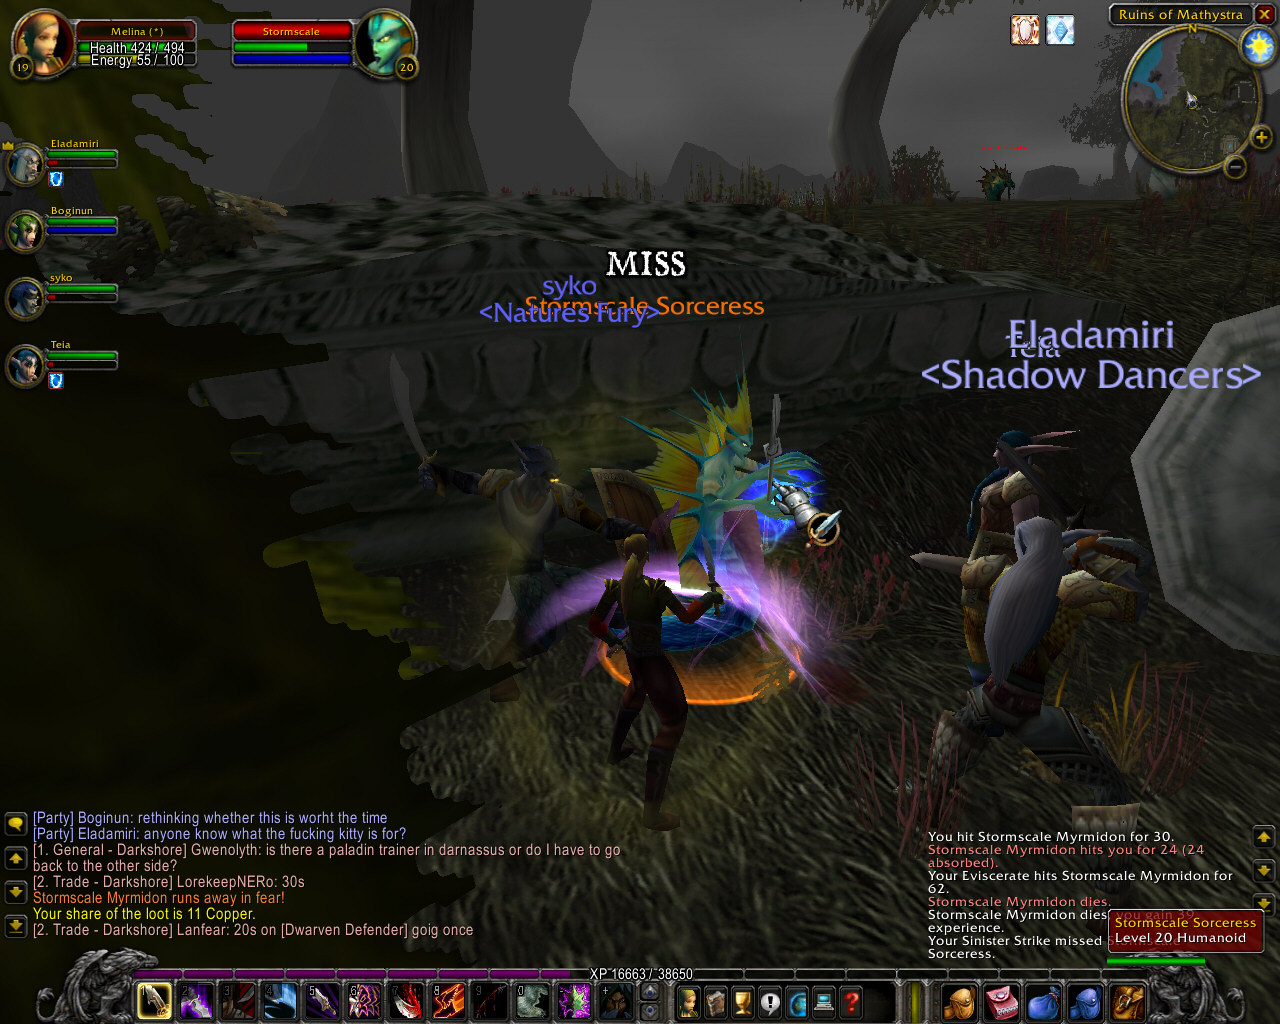 Melina (*)
Health 424 / 494
Energy 55 / 100
19
Stormscale
20
Ruins of Mathystra
N
Eladamiri
Boginun
syko
Teia
MISS
syko
Stormscale Sorceress
<Natures Fury>
Eladamiri
Teia
<Shadow Dancers>
[Party] Boginun: rethinking whether this is worht the time
[Party] Eladamiri: anyone know what the fucking kitty is for?
[1. General - Darkshore] Gwenolyth: is there a paladin trainer in darnassus or do I have to go
back to the other side?
[2. Trade - Darkshore] LorekeepNERo: 30s
Stormscale Myrmidon runs away in fear!
Your share of the loot is 11 Copper.
[2. Trade - Darkshore] Lanfear: 20s on [Dwarven Defender] goig once
You hit Stormscale Myrmidon for 30.
Stormscale Myrmidon hits you for 24 (24
absorbed).
Your Eviscerate hits Stormscale Myrmidon for
62.
Stormscale Myrmidon dies.
Stormscale Myrmidon dies, you gain 39
experience.
Your Sinister Strike missed Stormscale
Sorceress.
Stormscale Sorceress
Level 20 Humanoid
XP 16663 / 38650